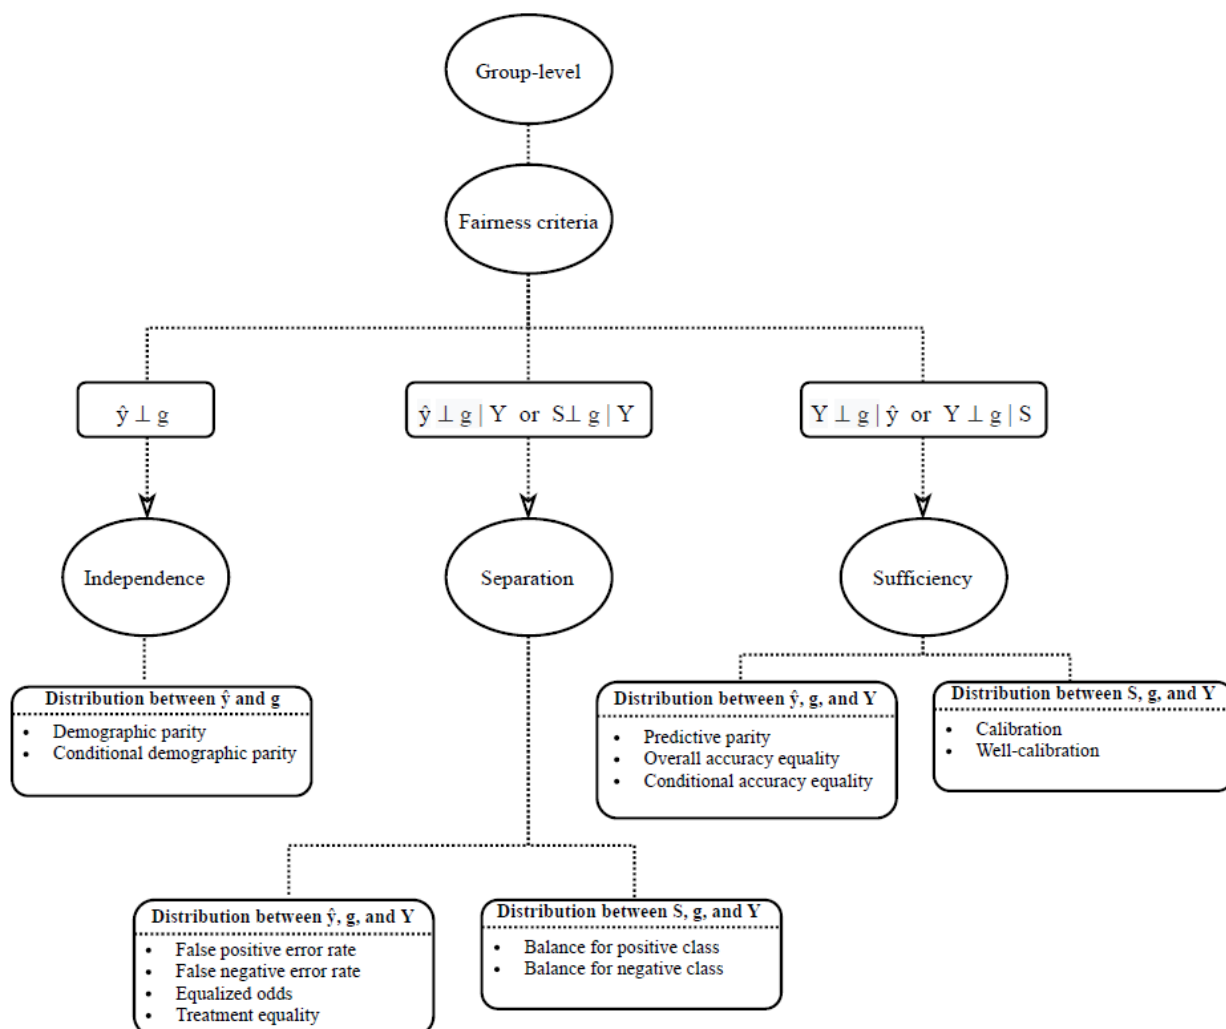 Group-level
Fairness criteria
ŷ ⊥ g
ŷ ⊥ g | Y or S⊥ g | Y
Y ⊥ g | ŷ or Y ⊥ g | S
Independence
Separation
Sufficiency
Distribution between ŷ and g
• Demographic parity
• Conditional demographic parity
Distribution between ŷ, g, and Y
• Predictive parity
• Overall accuracy equality
• Conditional accuracy equality
Distribution between S, g, and Y
• Calibration
• Well-calibration
Distribution between ŷ, g, and Y
• False positive error rate
• False negative error rate
• Equalized odds
• Treatment equality
Distribution between S, g, and Y
• Balance for positive class
• Balance for negative class